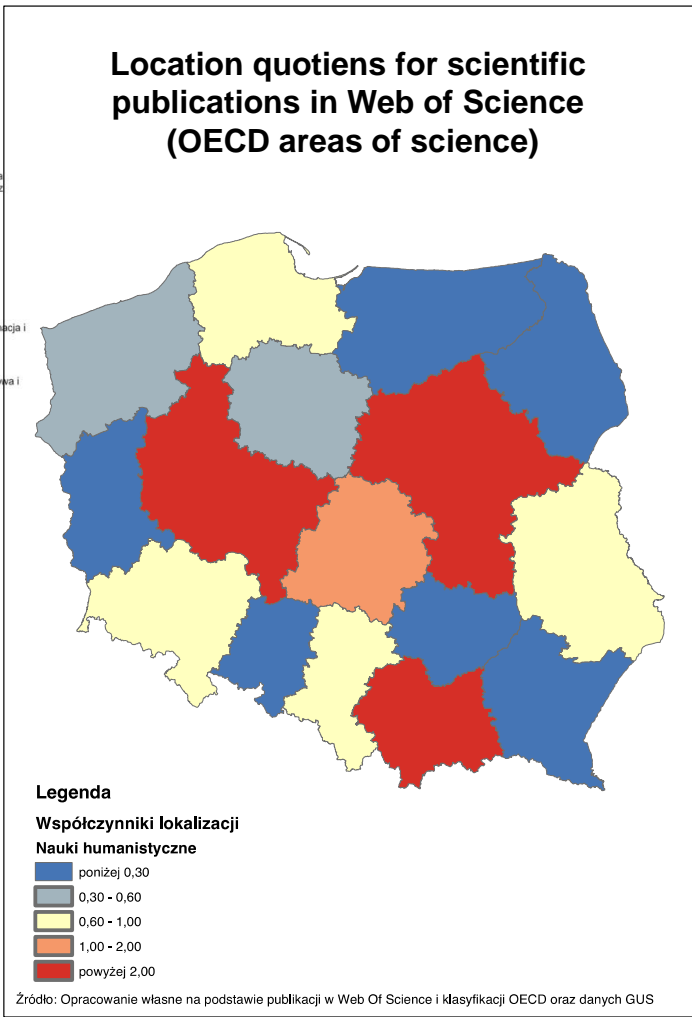 Location quotiens for scientific
publications in Web of Science
(OECD areas of science)
acja i
wa i
Legenda
Współczynniki lokalizacji
Nauki humanistyczne
poniżej 0,30
0,30 - 0,60
0,60 - 1,00
1,00 - 2,00
powyżej 2,00
Źródło: Opracowanie własne na podstawie publikacji w Web Of Science i klasyfikacji OECD oraz danych GUS